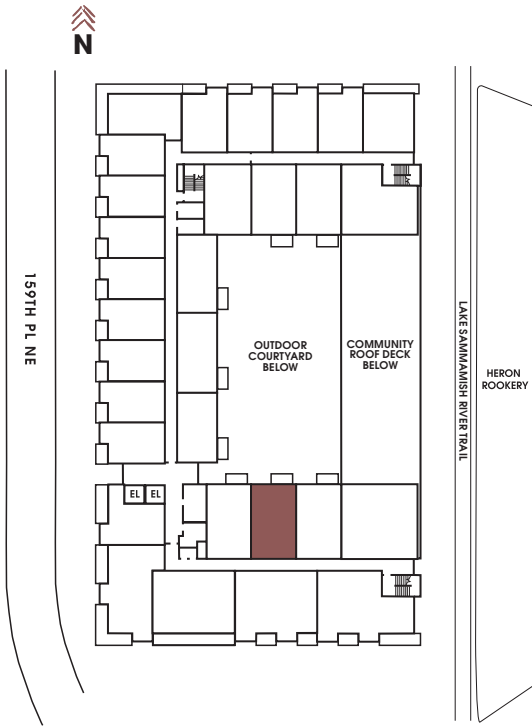 N
159TH PL NE
OUTDOOR
COURTYARD
BELOW
COMMUNITY
ROOF DECK
BELOW
LAKE SAMMAMISH RIVER TRAIL
HERON
ROOKERY
EL EL